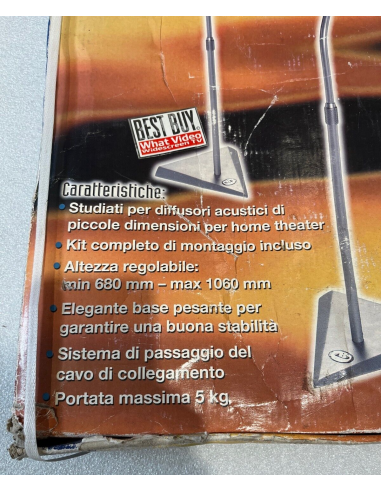 BEST BUY
What Video
Widescreen TV
Caratteristiche:
• Studiati per diffusori acustici di
piccole dimensioni per home theater
• Kit completo di montaggio incluso
• Altezza regolabile:
min 680 mm – max 1060 mm
• Elegante base pesante per
garantire una buona stabilità
• Sistema di passaggio del
cavo di collegamento
• Portata massima 5 kg.